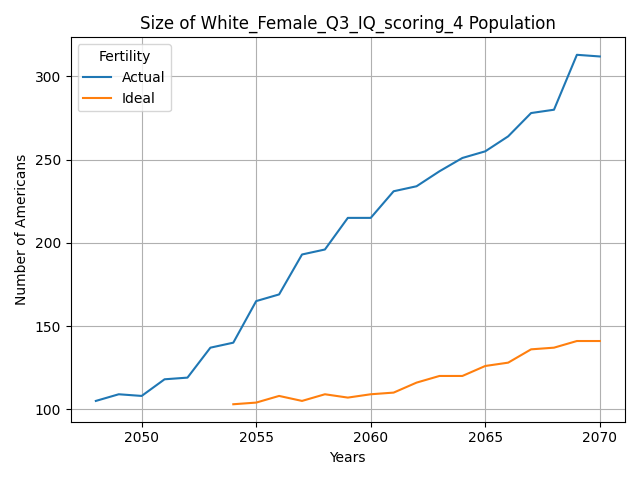 Size of White_Female_Q3_IQ_scoring_4 Population
Fertility
Actual
Ideal
Number of Americans
300
250
200
150
100
2050
2055
2060
2065
2070
Years